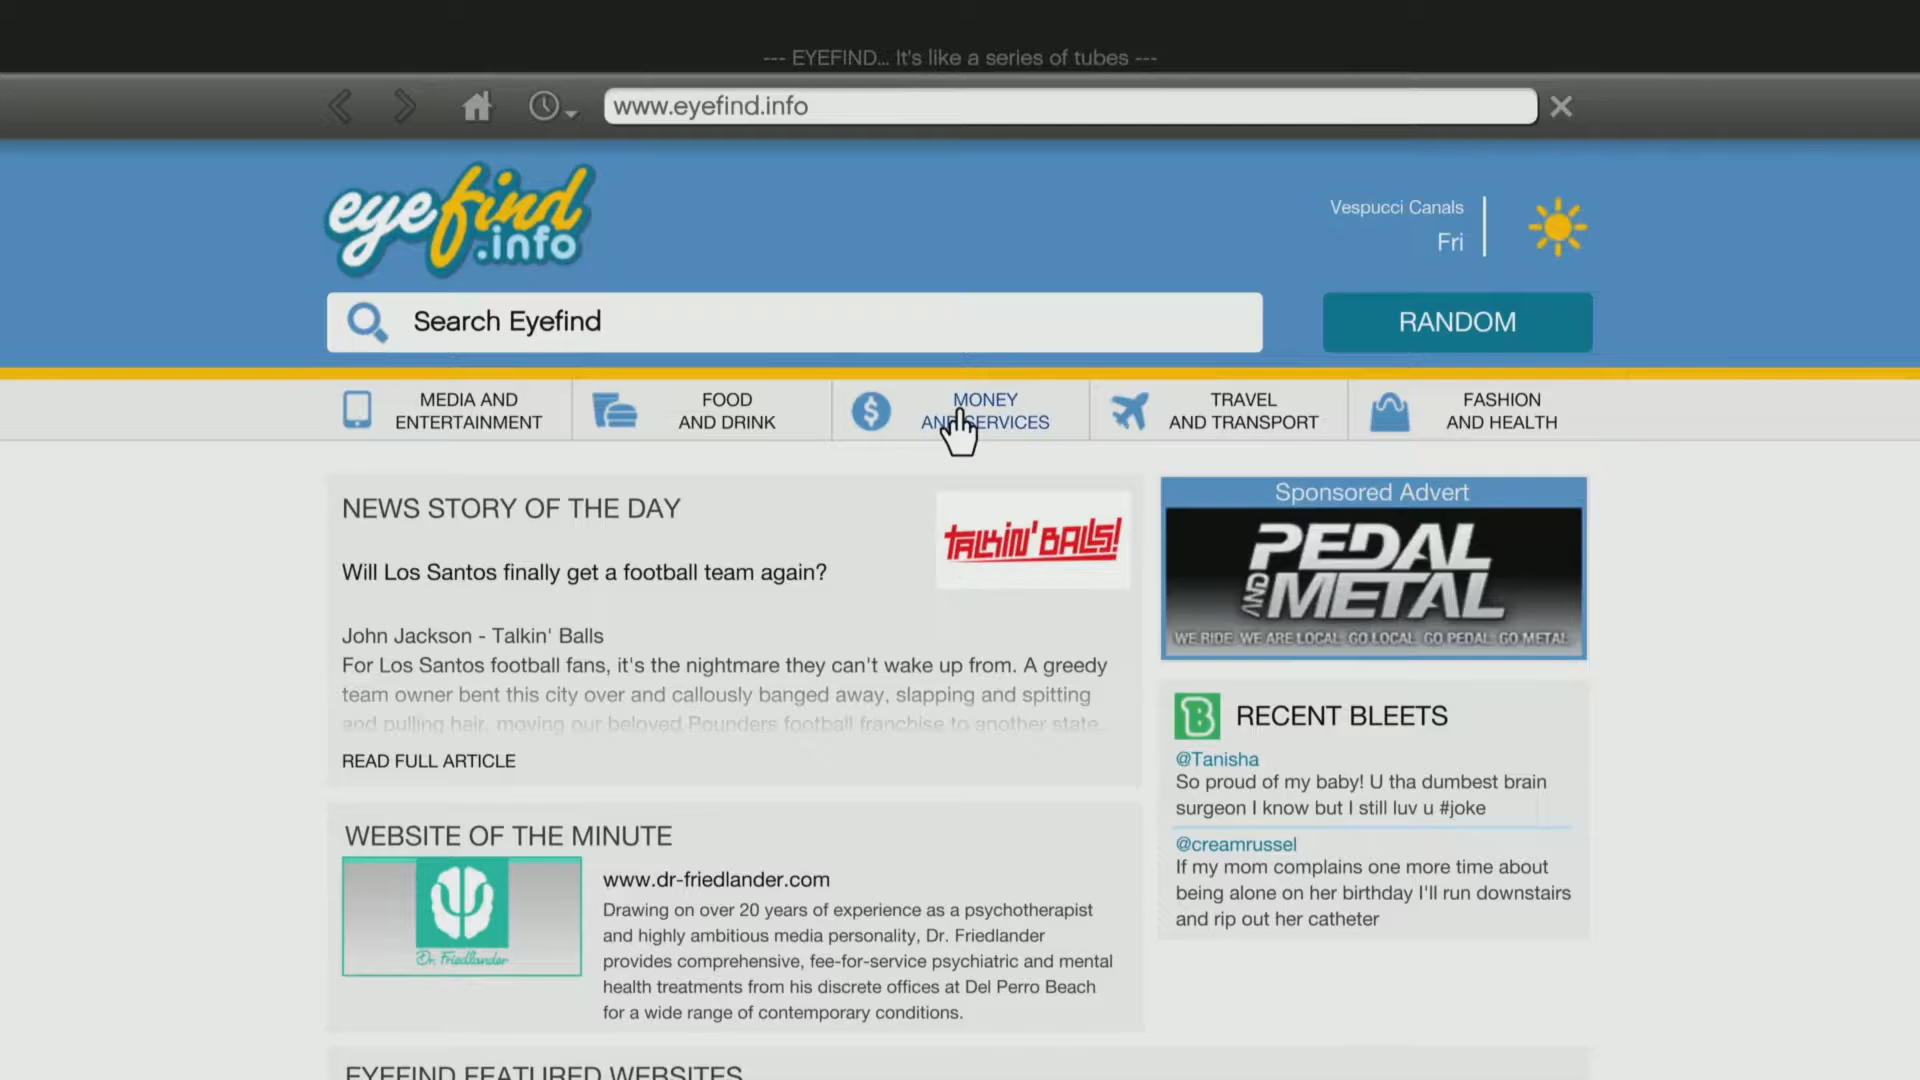 --- EYEFIND... It's like a series of tubes ---
www.eyefind.info
eyefind
.info
Vespucci Canals
Fri
Search Eyefind
RANDOM
MEDIA AND
ENTERTAINMENT
FOOD
AND DRINK
MONEY
AND SERVICES
TRAVEL
AND TRANSPORT
FASHION
AND HEALTH
NEWS STORY OF THE DAY
TALKIN' BALLS!
Will Los Santos finally get a football team again?
John Jackson - Talkin' Balls
For Los Santos football fans, it's the nightmare they can't wake up from. A greedy
team owner bent this city over and callously banged away, slapping and spitting
and pulling hair, moving our beloved Pounders football franchise to another state.
READ FULL ARTICLE
Sponsored Advert
PEDAL
AND METAL
WE RIDE. WE ARE LOCAL. GO LOCAL. GO PEDAL. GO METAL
B RECENT BLEETS
@Tanisha
So proud of my baby! U tha dumbest brain
surgeon I know but I still luv u #joke
@creamrussel
If my mom complains one more time about
being alone on her birthday I'll run downstairs
and rip out her catheter
WEBSITE OF THE MINUTE
Dr. Friedlander
www.dr-friedlander.com
Drawing on over 20 years of experience as a psychotherapist
and highly ambitious media personality, Dr. Friedlander
provides comprehensive, fee-for-service psychiatric and mental
health treatments from his discrete offices at Del Perro Beach
for a wide range of contemporary conditions.
EYEFIND FEATURED WEBSITES